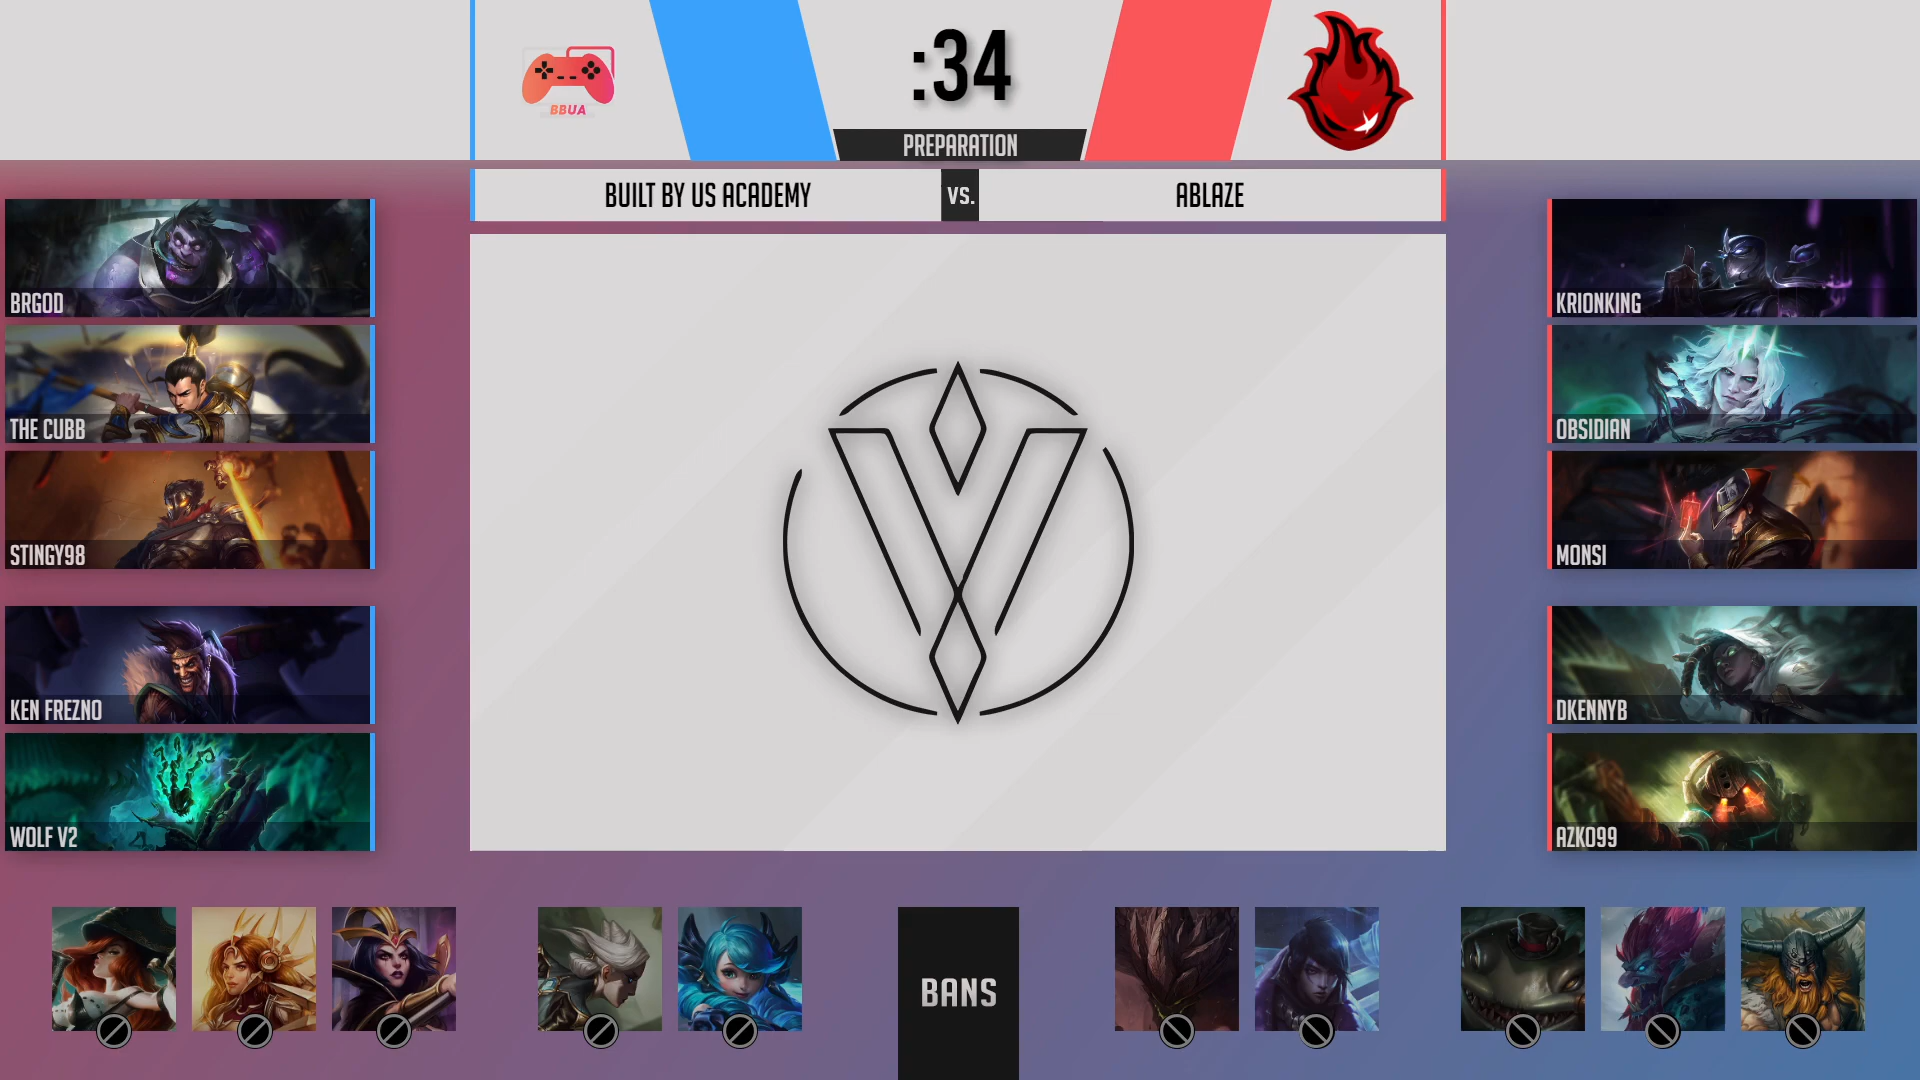 BBUA
:34
PREPARATION
BUILT BY US ACADEMY
VS.
ABLAZE
BRGOD
THE CUBB
STINGY98
KEN FREZNO
WOLF V2
KRIONKING
OBSIDIAN
MONSI
DKENNYB
AZKO99
BANS